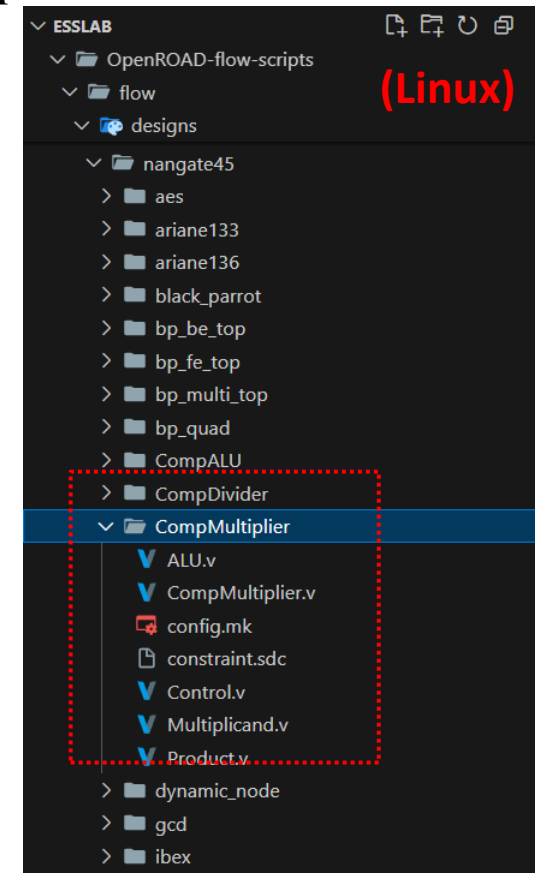 ESSLAB
OpenROAD-flow-scripts
(Linux)
flow
designs
nangate45
aes
ariane133
ariane136
black_parrot
bp_be_top
bp_fe_top
bp_multi_top
bp_quad
CompALU
CompDivider
CompMultiplier
ALU.v
CompMultiplier.v
config.mk
constraint.sdc
Control.v
Multiplicand.v
Product.v
dynamic_node
gcd
ibex